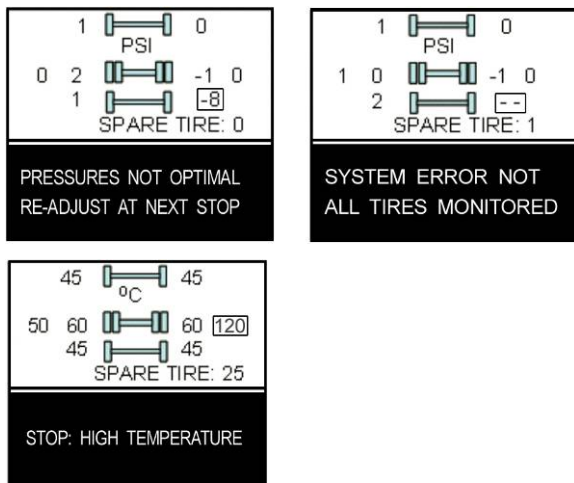 1 0
PSI
0 2 -1 0
1 -8
SPARE TIRE: 0
PRESSURES NOT OPTIMAL
RE-ADJUST AT NEXT STOP
1 0
PSI
1 0 -1 0
2 --
SPARE TIRE: 1
SYSTEM ERROR NOT
ALL TIRES MONITORED
45 45
ºC
50 60 60 120
45 45
SPARE TIRE: 25
STOP: HIGH TEMPERATURE